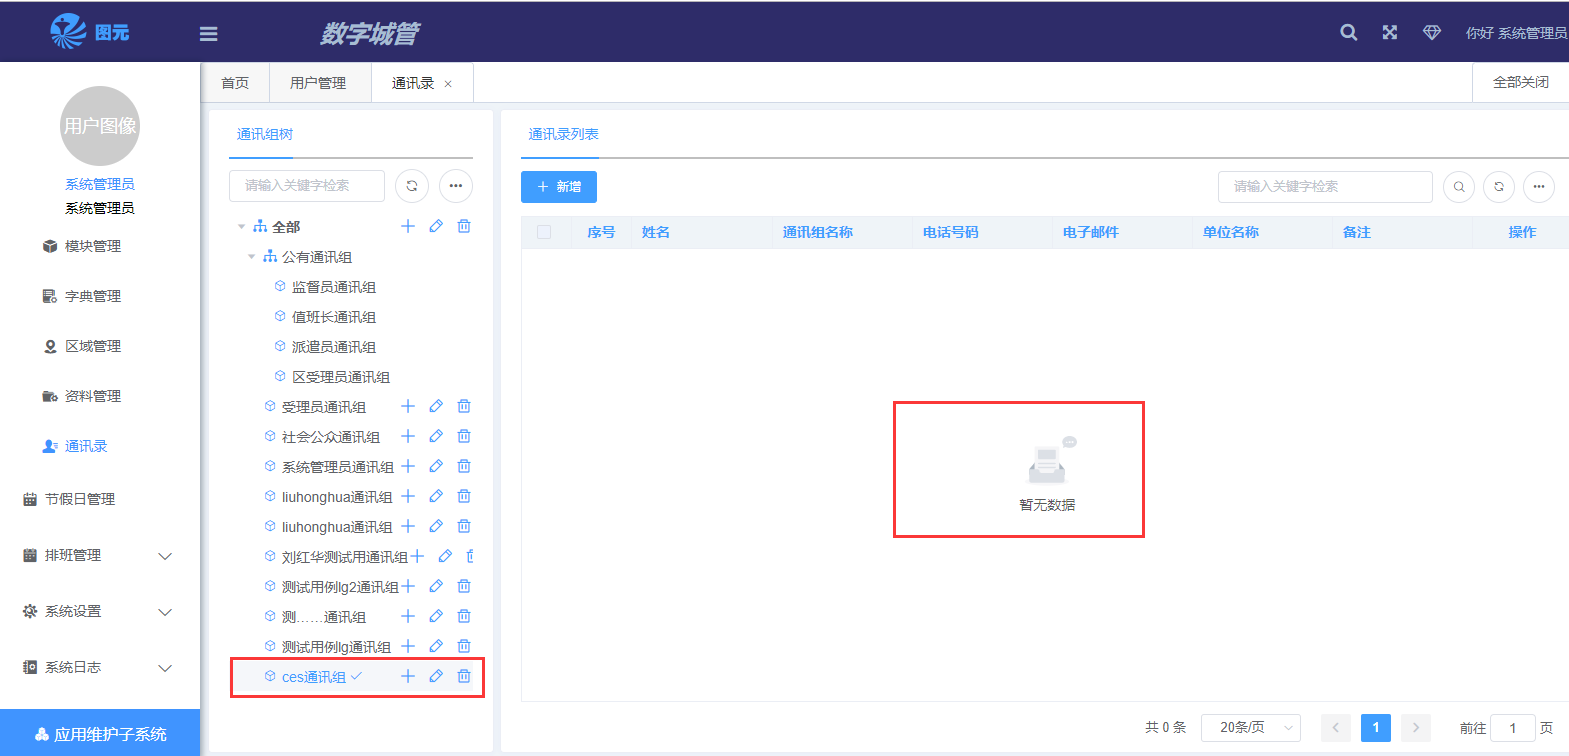 图元
数字城管
你好 系统管理员
用户图像
系统管理员
系统管理员
模块管理
字典管理
区域管理
资料管理
通讯录
节假日管理
排班管理
系统设置
系统日志
应用维护子系统
首页
用户管理
通讯录 ×
全部关闭
通讯组树
请输入关键字检索
全部
公有通讯组
监督员通讯组
值班长通讯组
派遣员通讯组
区受理员通讯组
受理员通讯组
社会公众通讯组
系统管理员通讯组
liuhonghua通讯组
liuhonghua通讯组
刘红华测试用通讯组
测试用例lg2通讯组
测……通讯组
测试用例lg通讯组
ces通讯组
通讯录列表
新增
请输入关键字检索
序号 姓名 通讯组名称 电话号码 电子邮件 单位名称 备注 操作
暂无数据
共 0 条 20条/页 1 前往 1 页